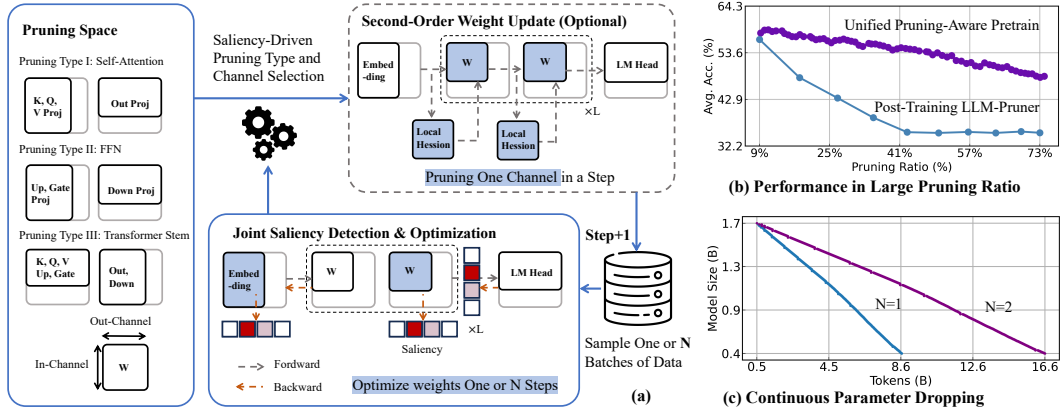 Pruning Space
Pruning Type I: Self-Attention
K, Q,
V Proj
Out Proj
Pruning Type II: FFN
Up, Gate
Proj
Down Proj
Pruning Type III: Transformer Stem
K, Q, V
Up, Gate
Out,
Down
Out-Channel
In-Channel
W
Saliency-Driven
Pruning Type and
Channel Selection
Second-Order Weight Update (Optional)
Embed
-ding
W
W
LM Head
×L
Local
Hession
Local
Hession
Pruning One Channel in a Step
Joint Saliency Detection & Optimization
Embed
-ding
W
W
LM Head
×L
Saliency
Fordward
Backward
Optimize weights One or N Steps
Step+1
Sample One or N
Batches of Data
(a)
64.3
53.6
42.9
32.2
Avg. Acc. (%)
Unified Pruning-Aware Pretrain
Post-Training LLM-Pruner
9%
25%
41%
57%
73%
Pruning Ratio (%)
(b) Performance in Large Pruning Ratio
1.7
1.3
0.9
0.4
Model Size (B)
N=1
N=2
0.5
4.5
8.6
12.6
16.6
Tokens (B)
(c) Continuous Parameter Dropping